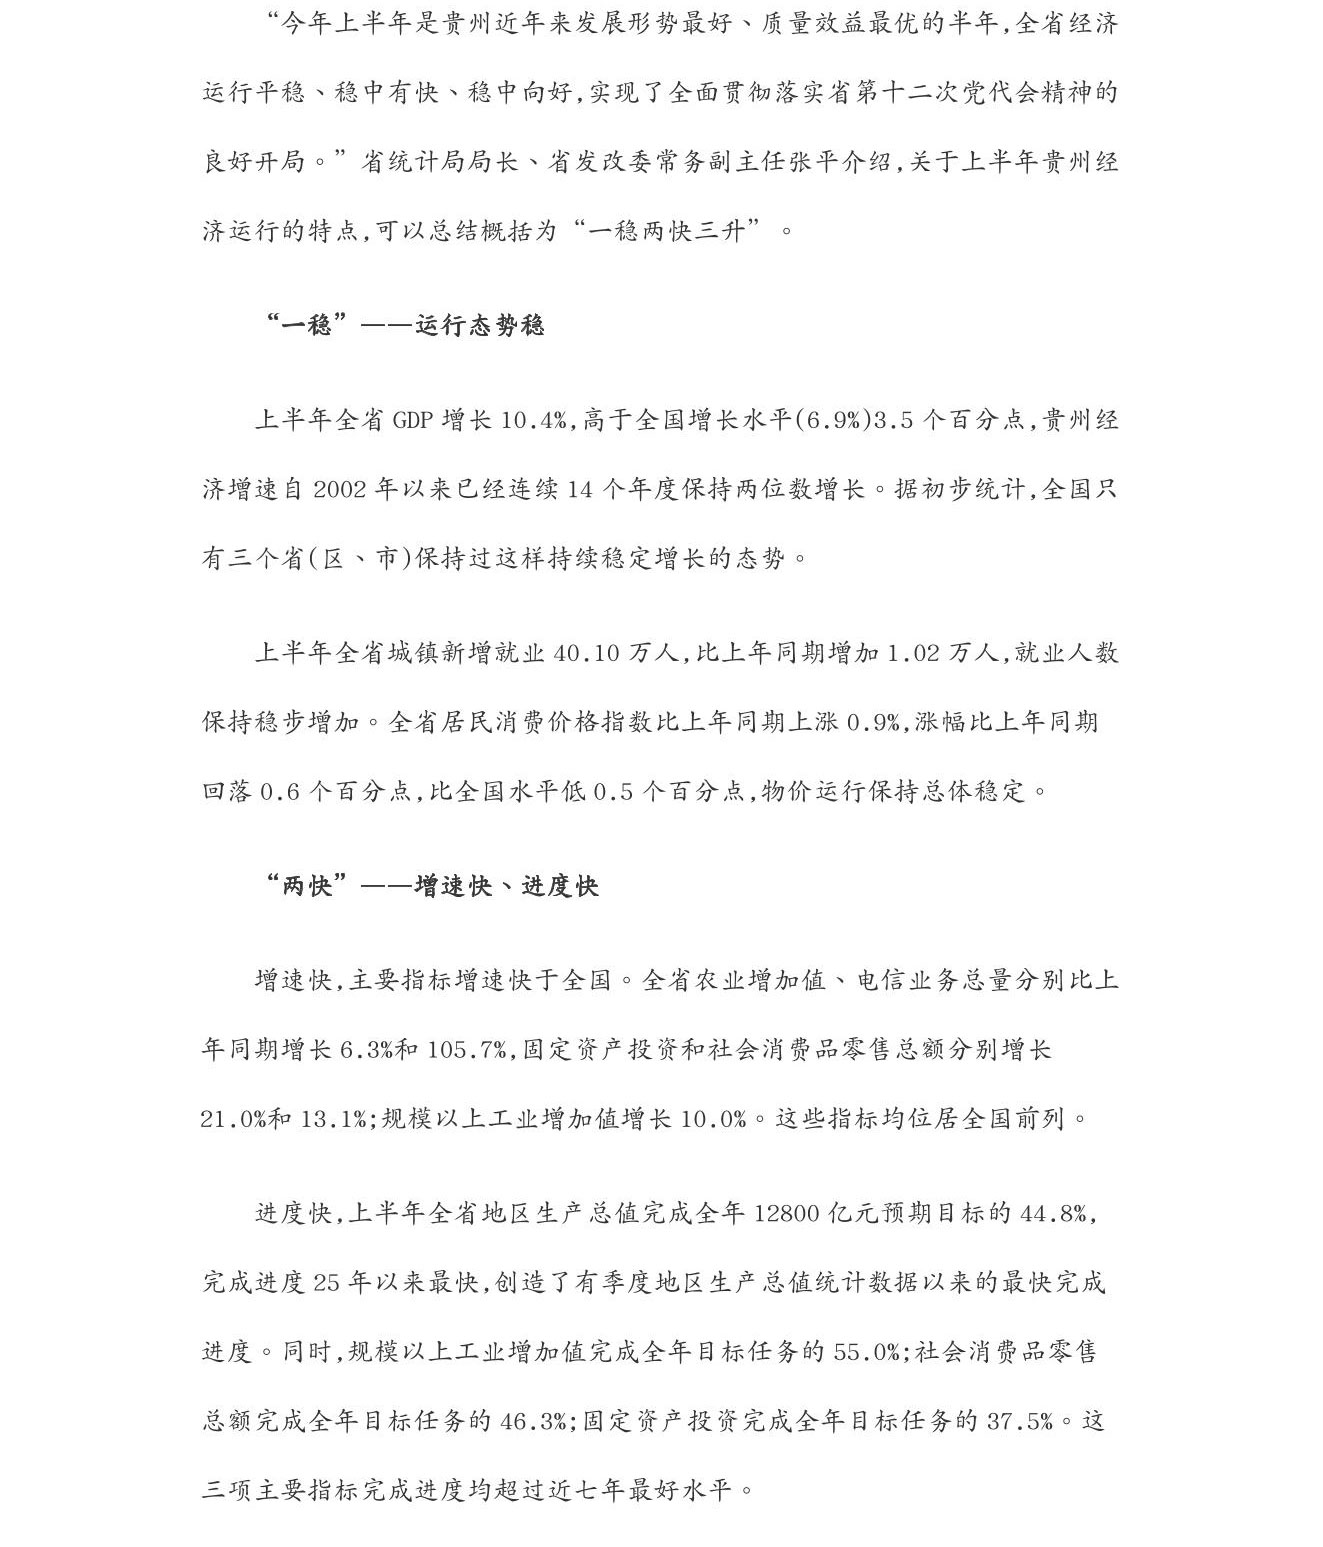 “今年上半年是贵州近年来发展形势最好、质量效益最优的半年,全省经济
运行平稳、稳中有快、稳中向好,实现了全面贯彻落实省第十二次党代会精神的
良好开局。”省统计局局长、省发改委常务副主任张平介绍,关于上半年贵州经
济运行的特点,可以总结概括为“一稳两快三升”。
“一稳”——运行态势稳
上半年全省 GDP 增长 10.4%,高于全国增长水平(6.9%)3.5 个百分点,贵州经
济增速自 2002 年以来已经连续 14 个年度保持两位数增长。据初步统计,全国只
有三个省(区、市)保持过这样持续稳定增长的态势。
上半年全省城镇新增就业 40.10 万人,比上年同期增加 1.02 万人,就业人数
保持稳步增加。全省居民消费价格指数比上年同期上涨 0.9%,涨幅比上年同期
回落 0.6 个百分点,比全国水平低 0.5 个百分点,物价运行保持总体稳定。
“两快”——增速快、进度快
增速快,主要指标增速快于全国。全省农业增加值、电信业务总量分别比上
年同期增长 6.3%和 105.7%,固定资产投资和社会消费品零售总额分别增长
21.0%和 13.1%;规模以上工业增加值增长 10.0%。这些指标均位居全国前列。
进度快,上半年全省地区生产总值完成全年 12800 亿元预期目标的 44.8%,
完成进度 25 年以来最快,创造了有季度地区生产总值统计数据以来的最快完成
进度。同时,规模以上工业增加值完成全年目标任务的 55.0%;社会消费品零售
总额完成全年目标任务的 46.3%;固定资产投资完成全年目标任务的 37.5%。这
三项主要指标完成进度均超过近七年最好水平。